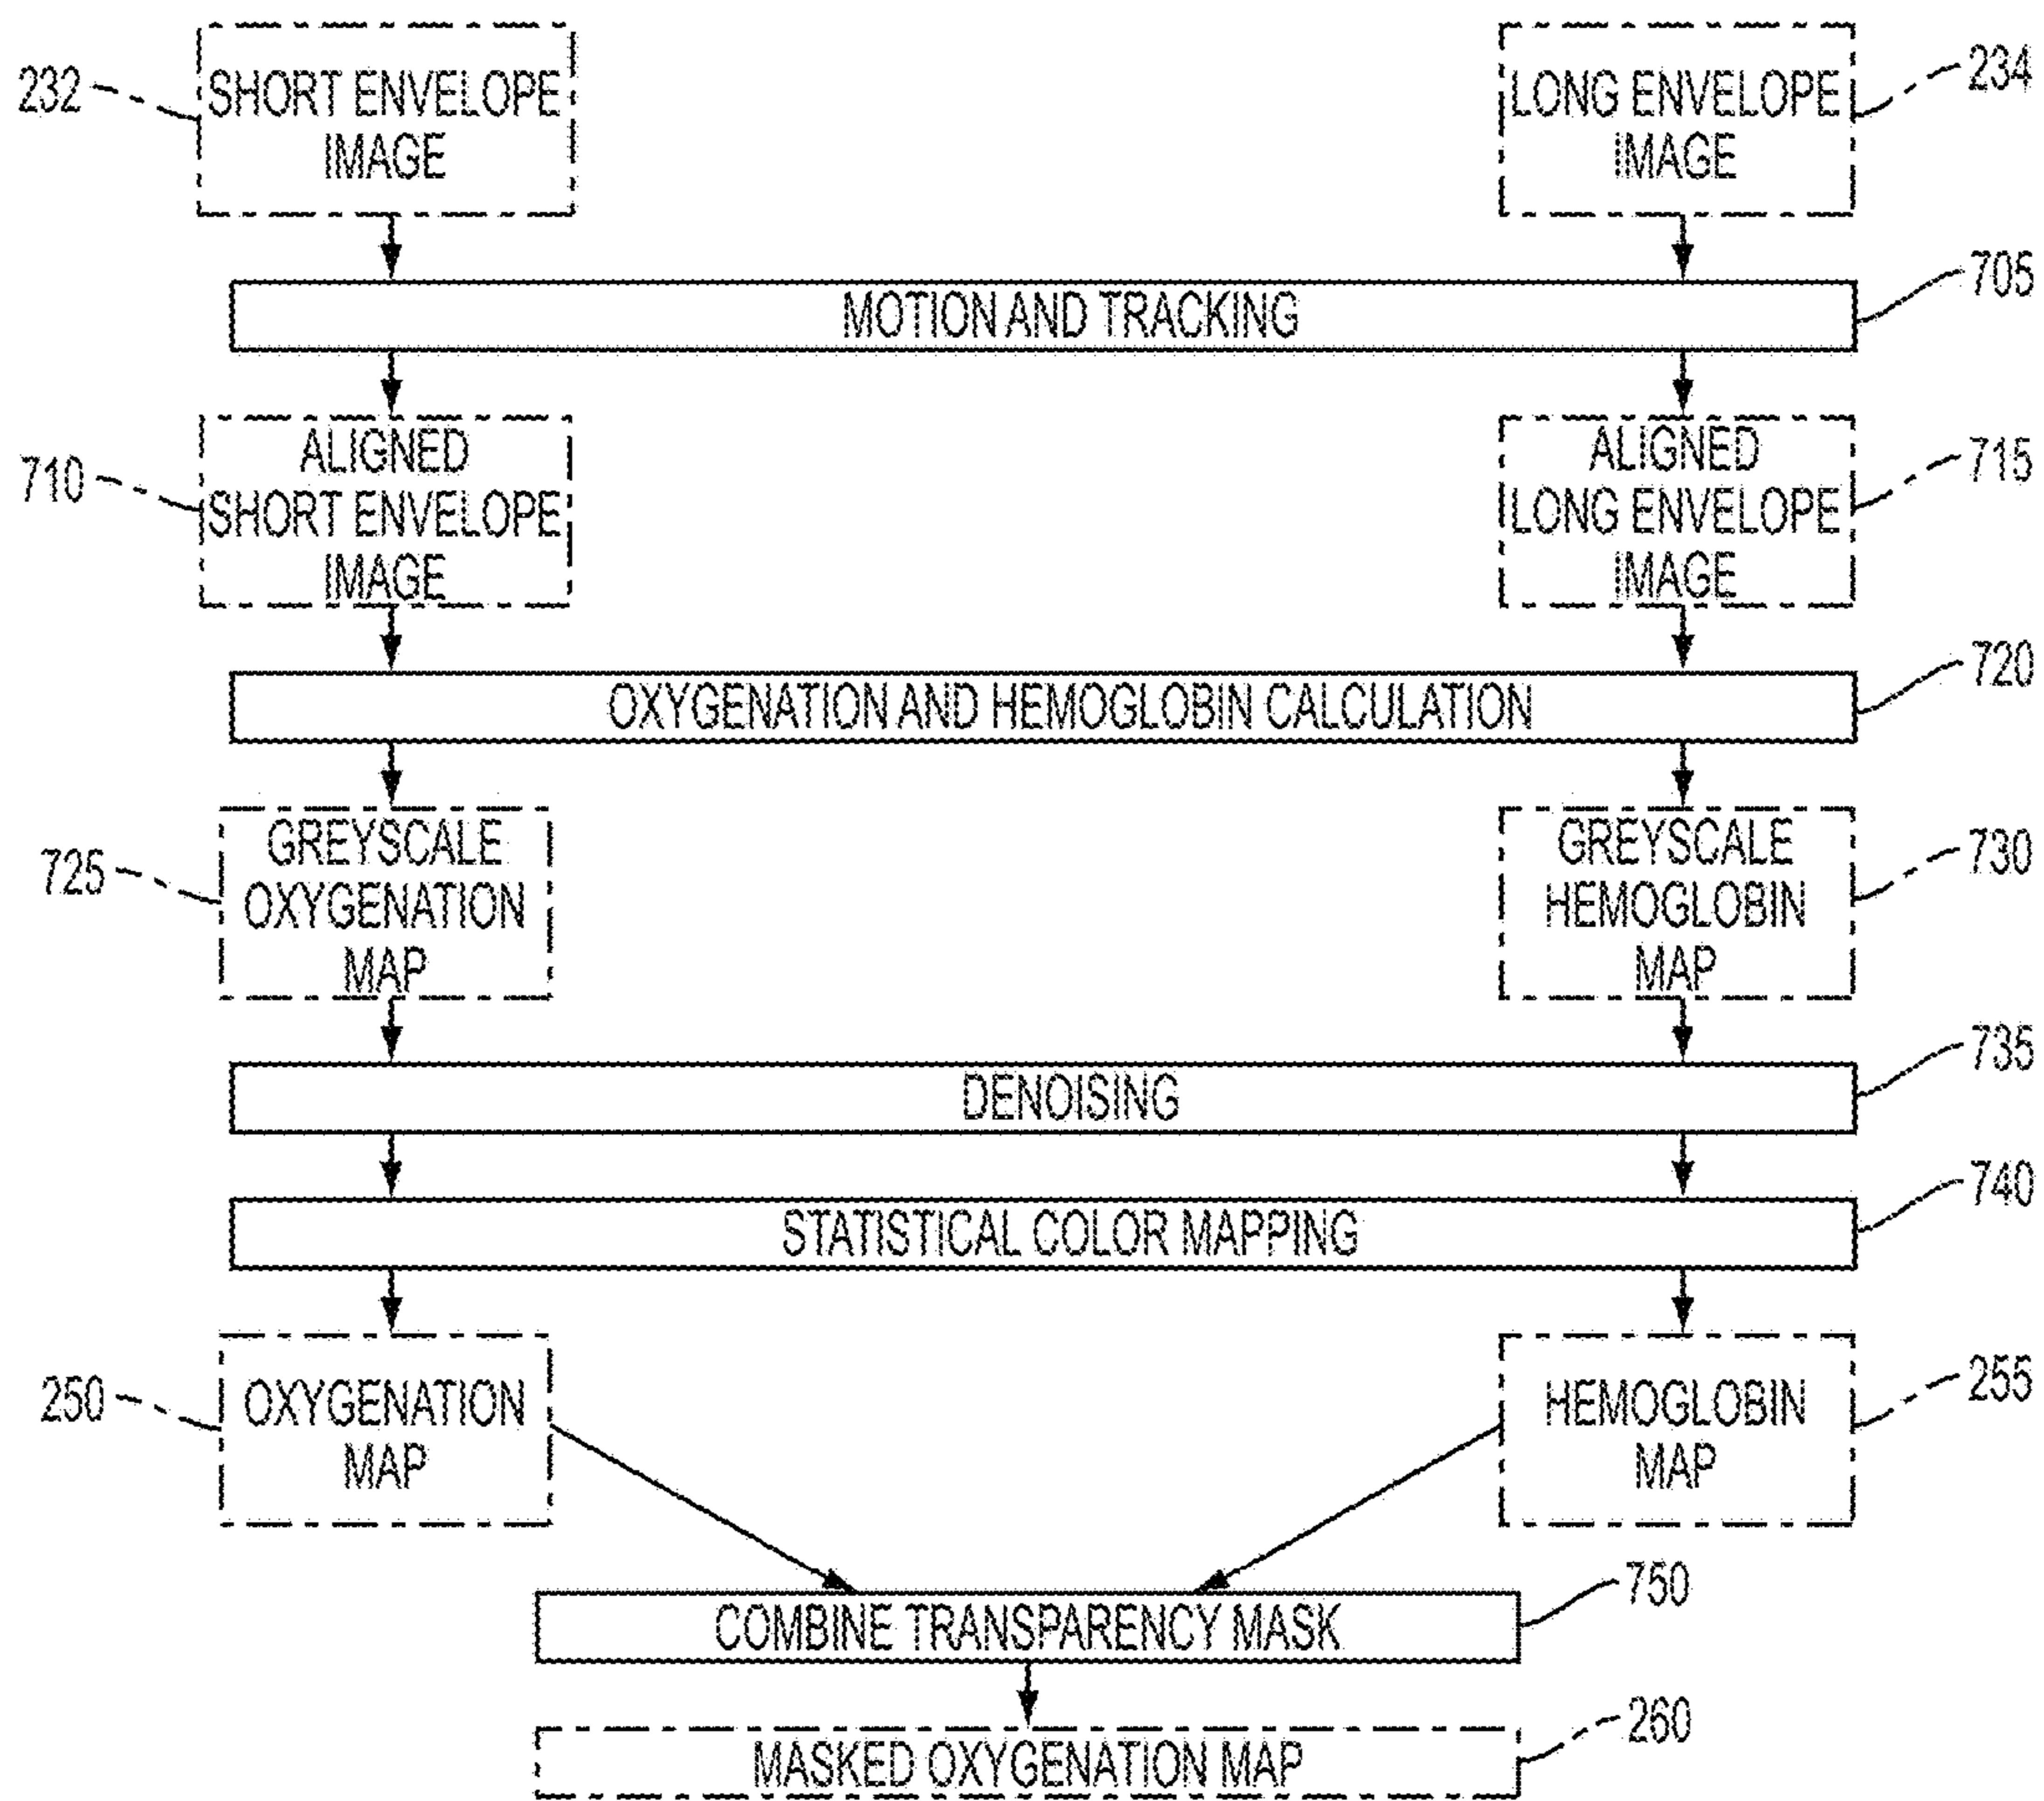 232
SHORT ENVELOPE
IMAGE
LONG ENVELOPE
IMAGE
234
MOTION AND TRACKING
705
710
ALIGNED
SHORT ENVELOPE
IMAGE
ALIGNED
LONG ENVELOPE
IMAGE
715
OXYGENATION AND HEMOGLOBIN CALCULATION
720
725
GREYSCALE
OXYGENATION
MAP
GREYSCALE
HEMOGLOBIN
MAP
730
DENOISING
735
STATISTICAL COLOR MAPPING
740
250
OXYGENATION
MAP
HEMOGLOBIN
MAP
255
COMBINE TRANSPARENCY MASK
750
MASKED OXYGENATION MAP
260